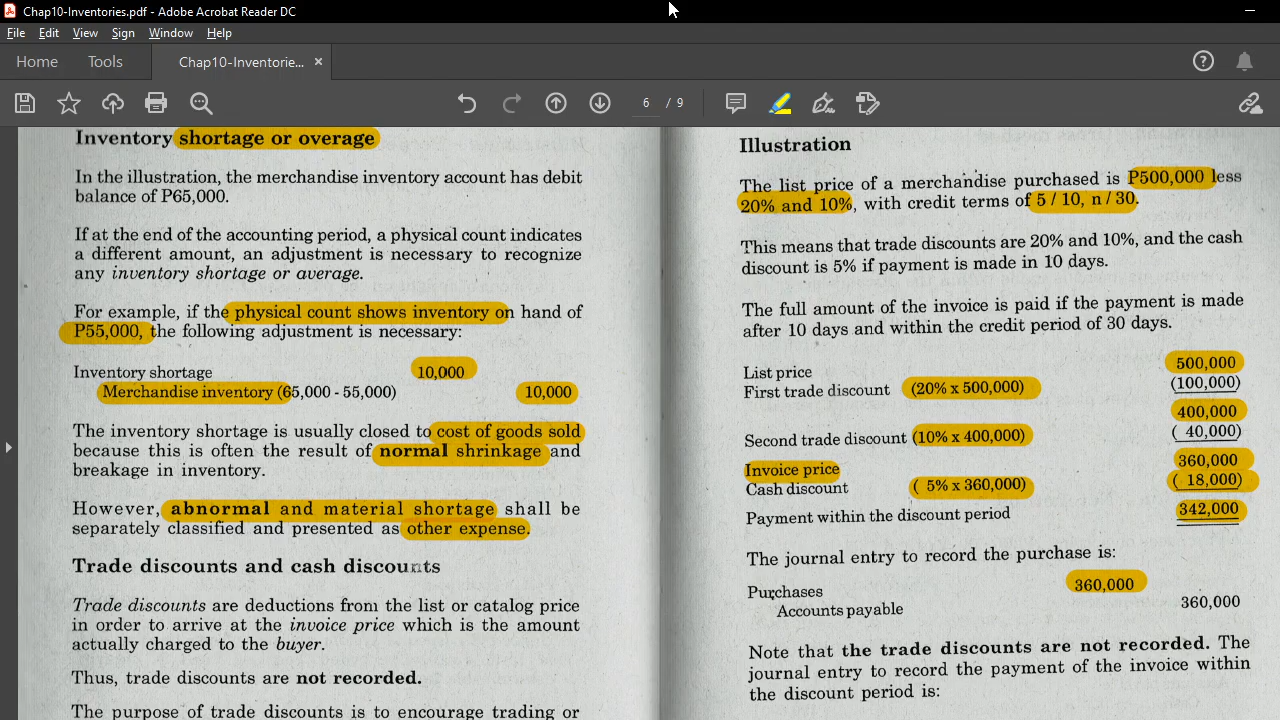 Chap10-Inventories.pdf - Adobe Acrobat Reader DC
File Edit View Sign Window Help
Home Tools Chap10-Inventorie... ×
6 / 9
Inventory shortage or overage
In the illustration, the merchandise inventory account has debit
balance of P65,000.
If at the end of the accounting period, a physical count indicates
a different amount, an adjustment is necessary to recognize
any inventory shortage or average.
For example, if the physical count shows inventory on hand of
P55,000, the following adjustment is necessary:
Inventory shortage 10,000
Merchandise inventory (65,000 - 55,000) 10,000
The inventory shortage is usually closed to cost of goods sold
because this is often the result of normal shrinkage and
breakage in inventory.
However, abnormal and material shortage shall be
separately classified and presented as other expense.
Trade discounts and cash discounts
Trade discounts are deductions from the list or catalog price
in order to arrive at the invoice price which is the amount
actually charged to the buyer.
Thus, trade discounts are not recorded.
The purpose of trade discounts is to encourage trading or
Illustration
The list price of a merchandise purchased is P500,000 less
20% and 10%, with credit terms of 5 / 10, n / 30.
This means that trade discounts are 20% and 10%, and the cash
discount is 5% if payment is made in 10 days.
The full amount of the invoice is paid if the payment is made
after 10 days and within the credit period of 30 days.
List price 500,000
First trade discount (20% x 500,000) (100,000)
400,000
Second trade discount (10% x 400,000) ( 40,000)
Invoice price 360,000
Cash discount ( 5% x 360,000) ( 18,000)
Payment within the discount period 342,000
The journal entry to record the purchase is:
Purchases 360,000
Accounts payable 360,000
Note that the trade discounts are not recorded. The
journal entry to record the payment of the invoice within
the discount period is: